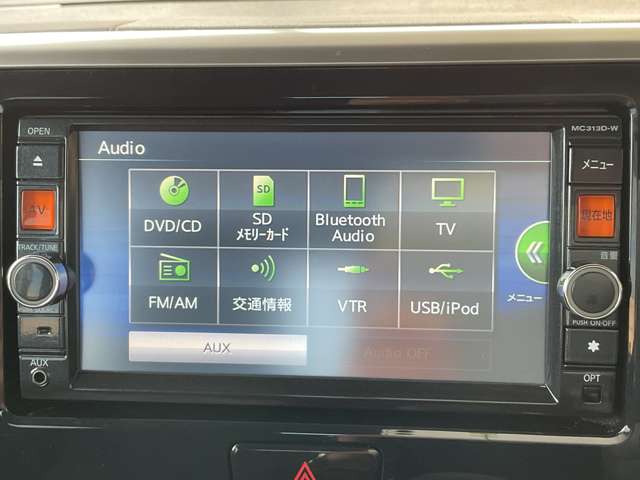 OPEN
MC313D-W
Audio
メニュー
AV
現在地
DVD/CD
SD
SD
メモリーカード
Bluetooth
Audio
TV
TRACK/TUNE
音量
FM/AM
交通情報
VTR
USB/iPod
メニュー
PUSH ON-OFF
AUX
Audio OFF
AUX
OPT